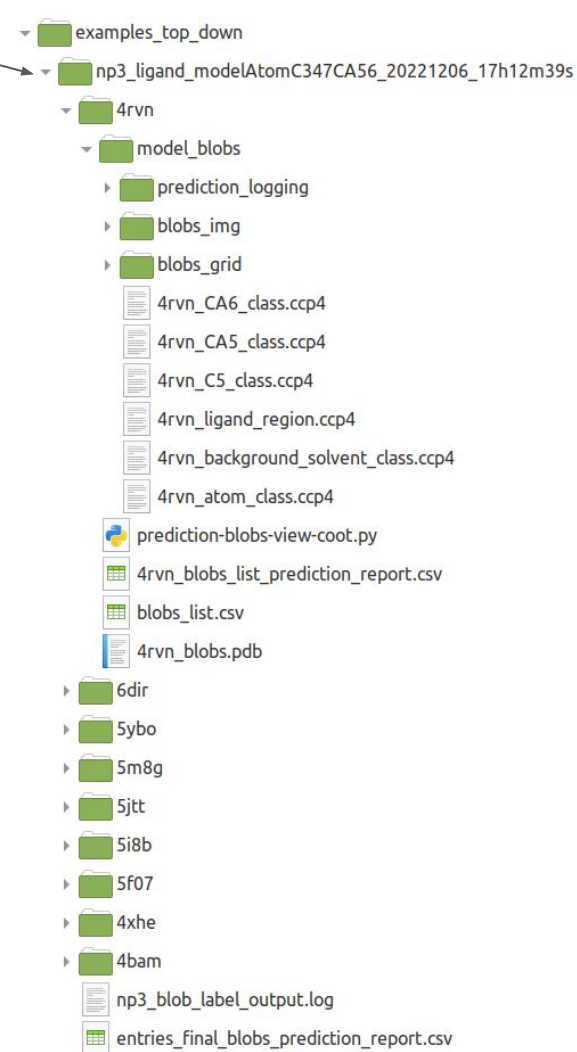 examples_top_down
np3_ligand_modelAtomC347CA56_20221206_17h12m39s
4rvn
model_blobs
prediction_logging
blobs_img
blobs_grid
4rvn_CA6_class.ccp4
4rvn_CA5_class.ccp4
4rvn_C5_class.ccp4
4rvn_ligand_region.ccp4
4rvn_background_solvent_class.ccp4
4rvn_atom_class.ccp4
prediction-blobs-view-coot.py
4rvn_blobs_list_prediction_report.csv
blobs_list.csv
4rvn_blobs.pdb
6dir
5ybo
5m8g
5jtt
5i8b
5f07
4xhe
4bam
np3_blob_label_output.log
entries_final_blobs_prediction_report.csv